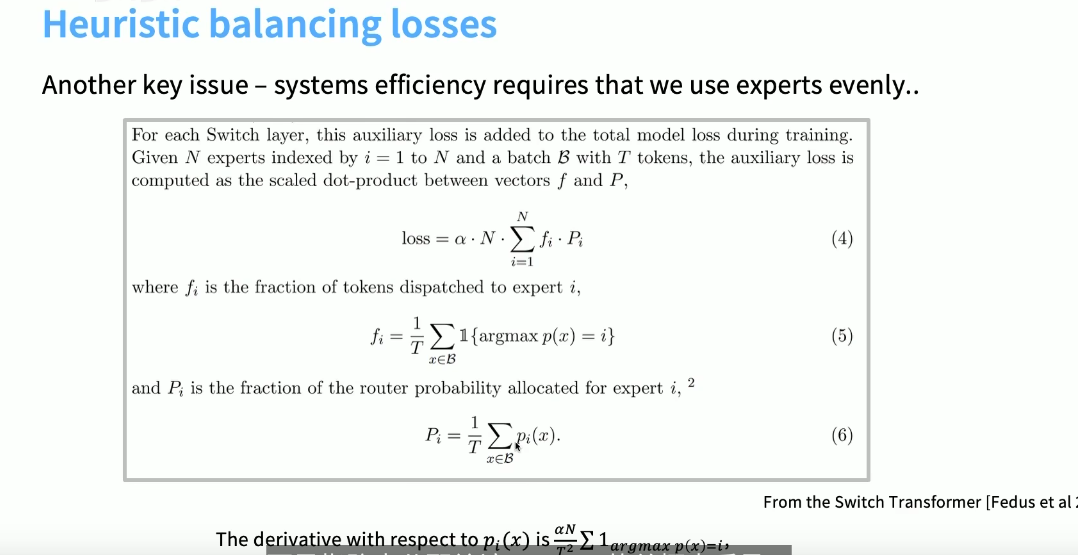 Heuristic balancing losses
Another key issue – systems efficiency requires that we use experts evenly..
For each Switch layer, this auxiliary loss is added to the total model loss during training.
Given N experts indexed by i = 1 to N and a batch ℬ with T tokens, the auxiliary loss is
computed as the scaled dot-product between vectors f and P,
loss = α · N · ∑_{i=1}^{N} f_i · P_i (4)
where f_i is the fraction of tokens dispatched to expert i,
f_i = \frac{1}{T} ∑_{x∈ℬ} 𝟙{argmax p(x) = i} (5)
and P_i is the fraction of the router probability allocated for expert i, ²
P_i = \frac{1}{T} ∑_{x∈ℬ} p_i(x). (6)
From the Switch Transformer [Fedus et al
The derivative with respect to p_i(x) is \frac{αN}{T²} ∑ 1_{argmax p(x)=i},